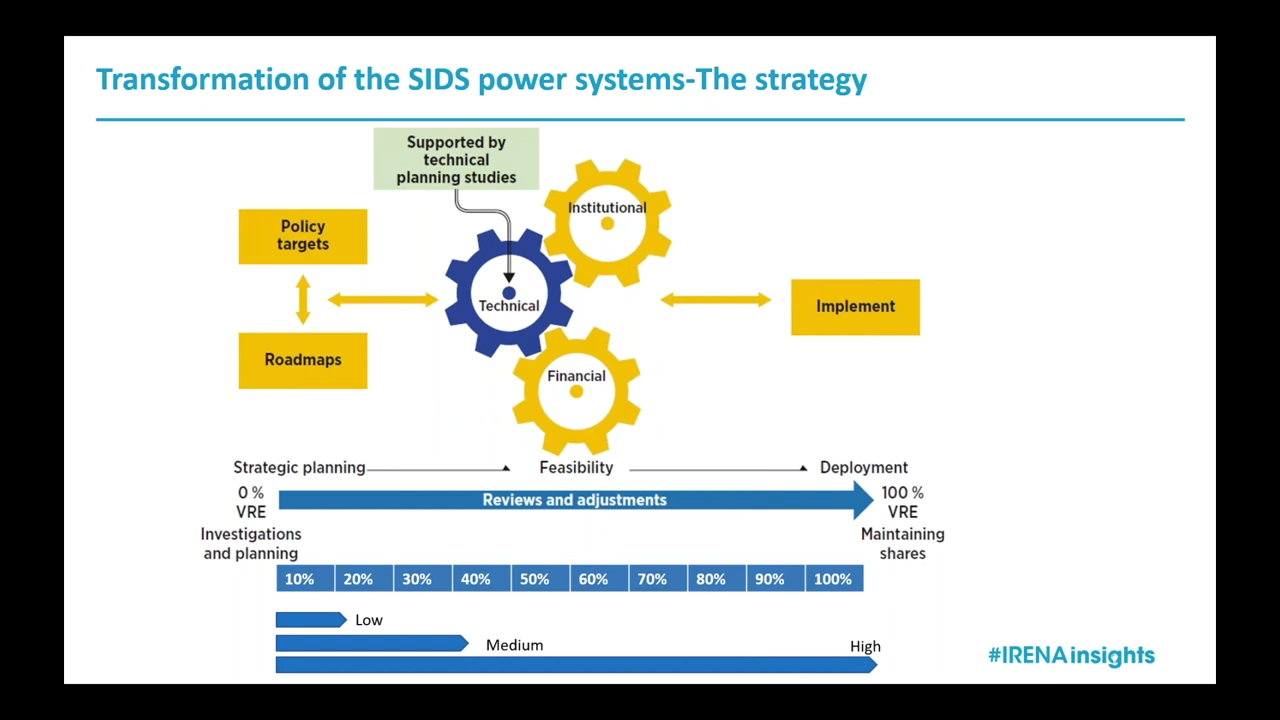 Transformation of the SIDS power systems-The strategy
Supported by
technical
planning studies
Institutional
Policy
targets
Technical
Implement
Roadmaps
Financial
Strategic planning
Feasibility
Deployment
0 %
VRE
Reviews and adjustments
100 %
VRE
Investigations
and planning
Maintaining
shares
10% 20% 30% 40% 50% 60% 70% 80% 90% 100%
Low
Medium
High
#IRENAinsights